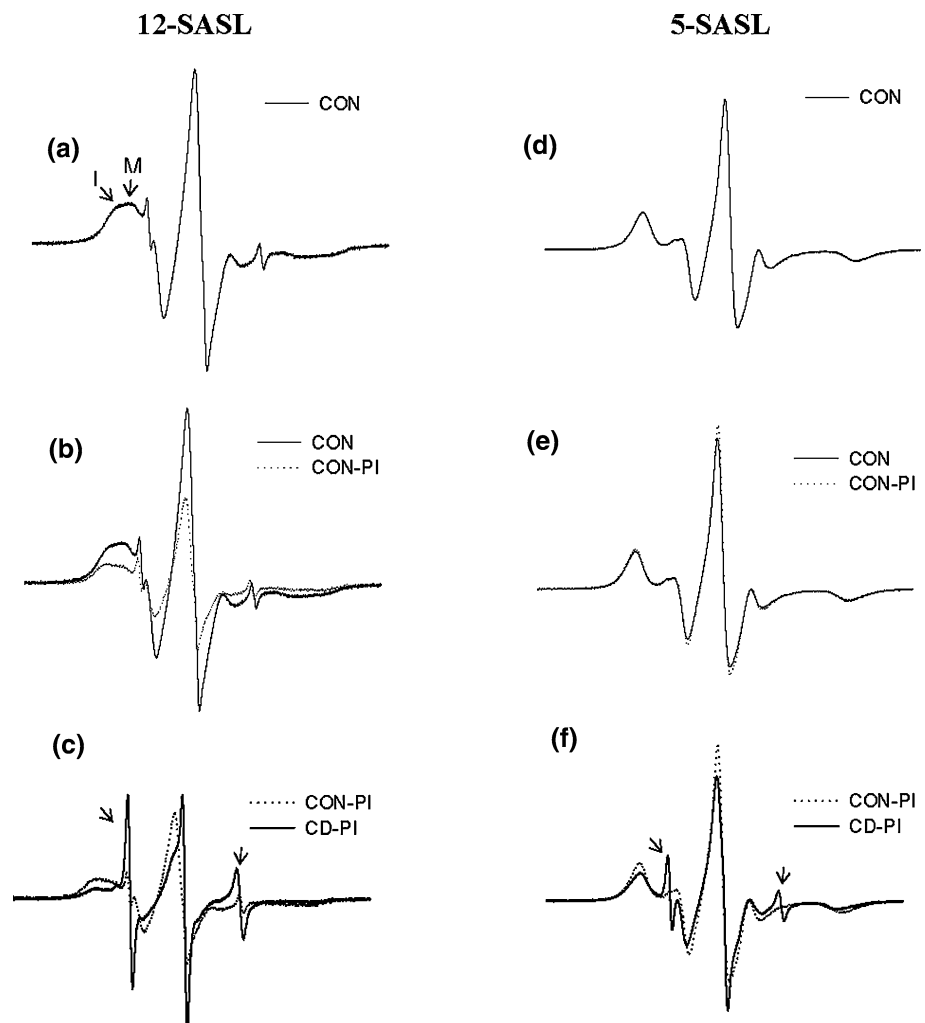 12-SASL
5-SASL
CON
(a)
I
M
CON
(d)
CON
CON-PI
(b)
CON
CON-PI
(e)
CON-PI
CD-PI
(c)
CON-PI
CD-PI
(f)